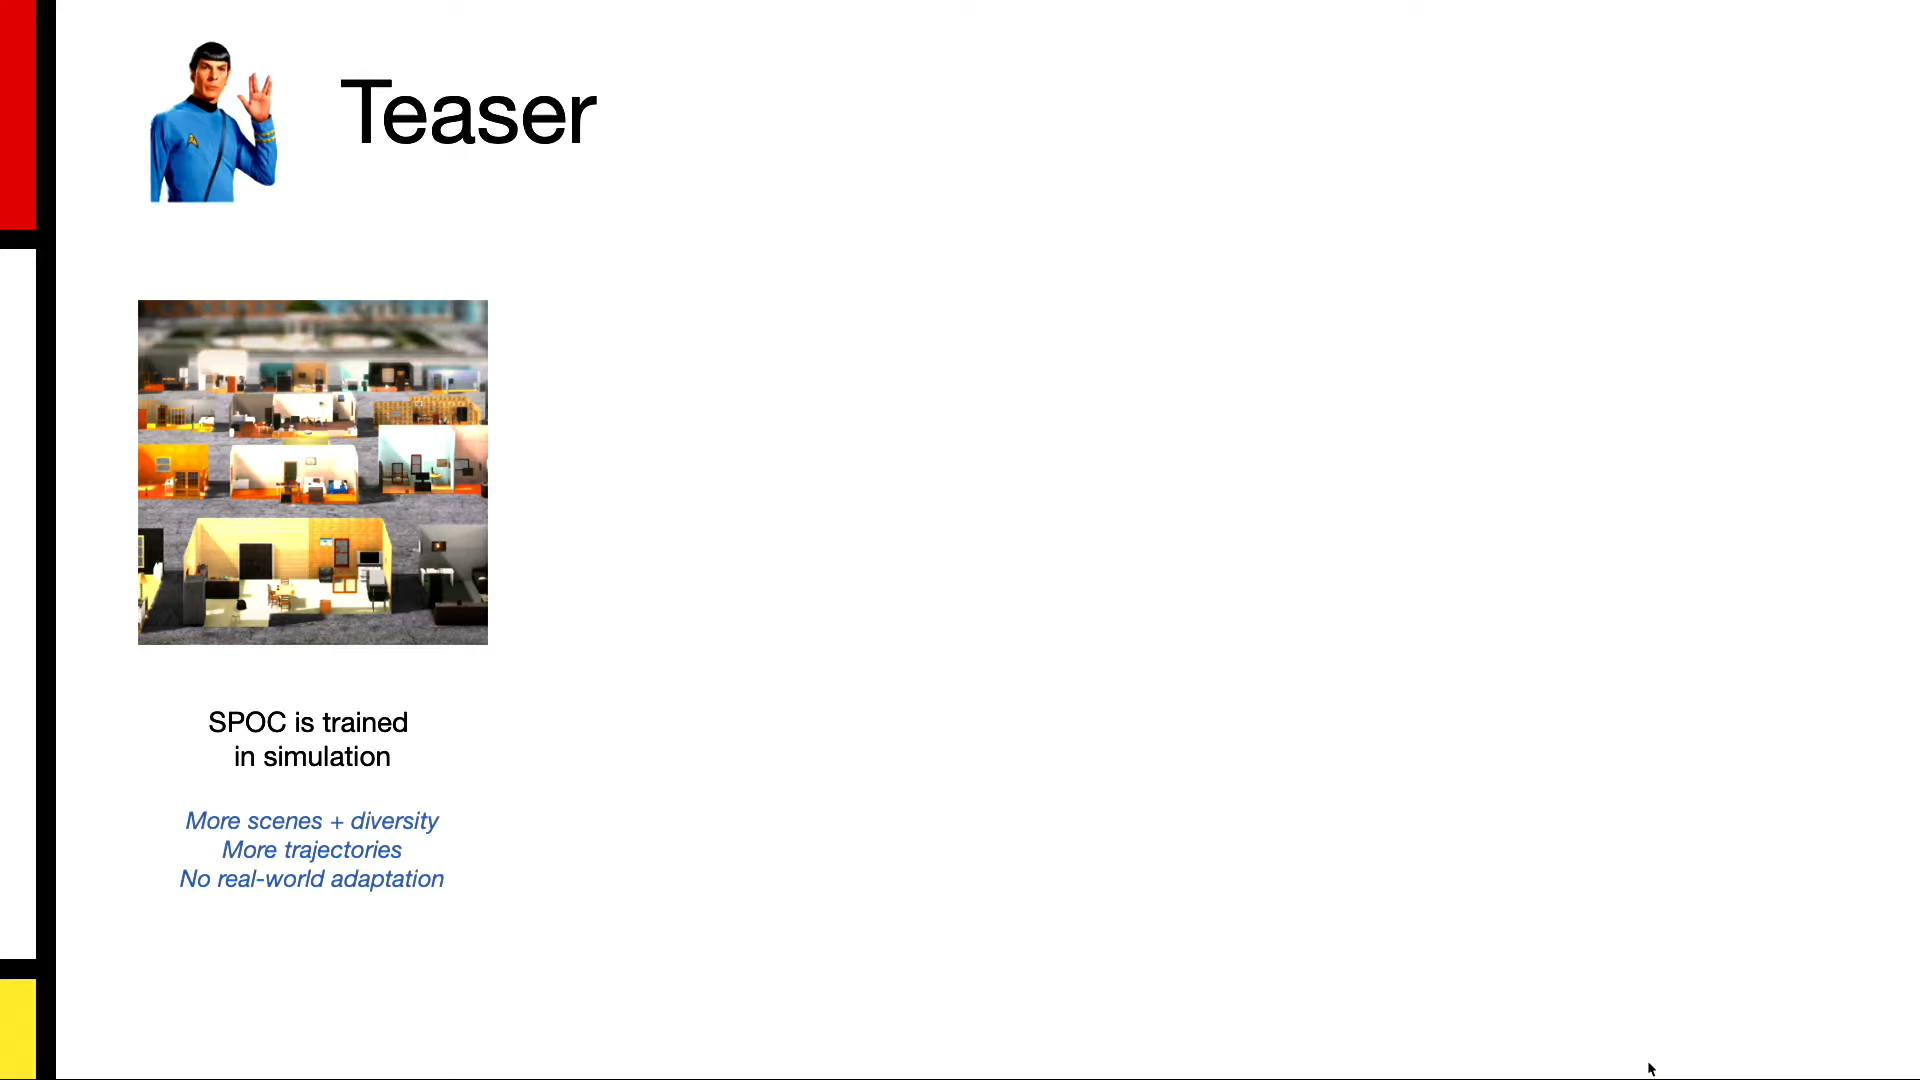 Teaser
SPOC is trained
in simulation
More scenes + diversity
More trajectories
No real-world adaptation